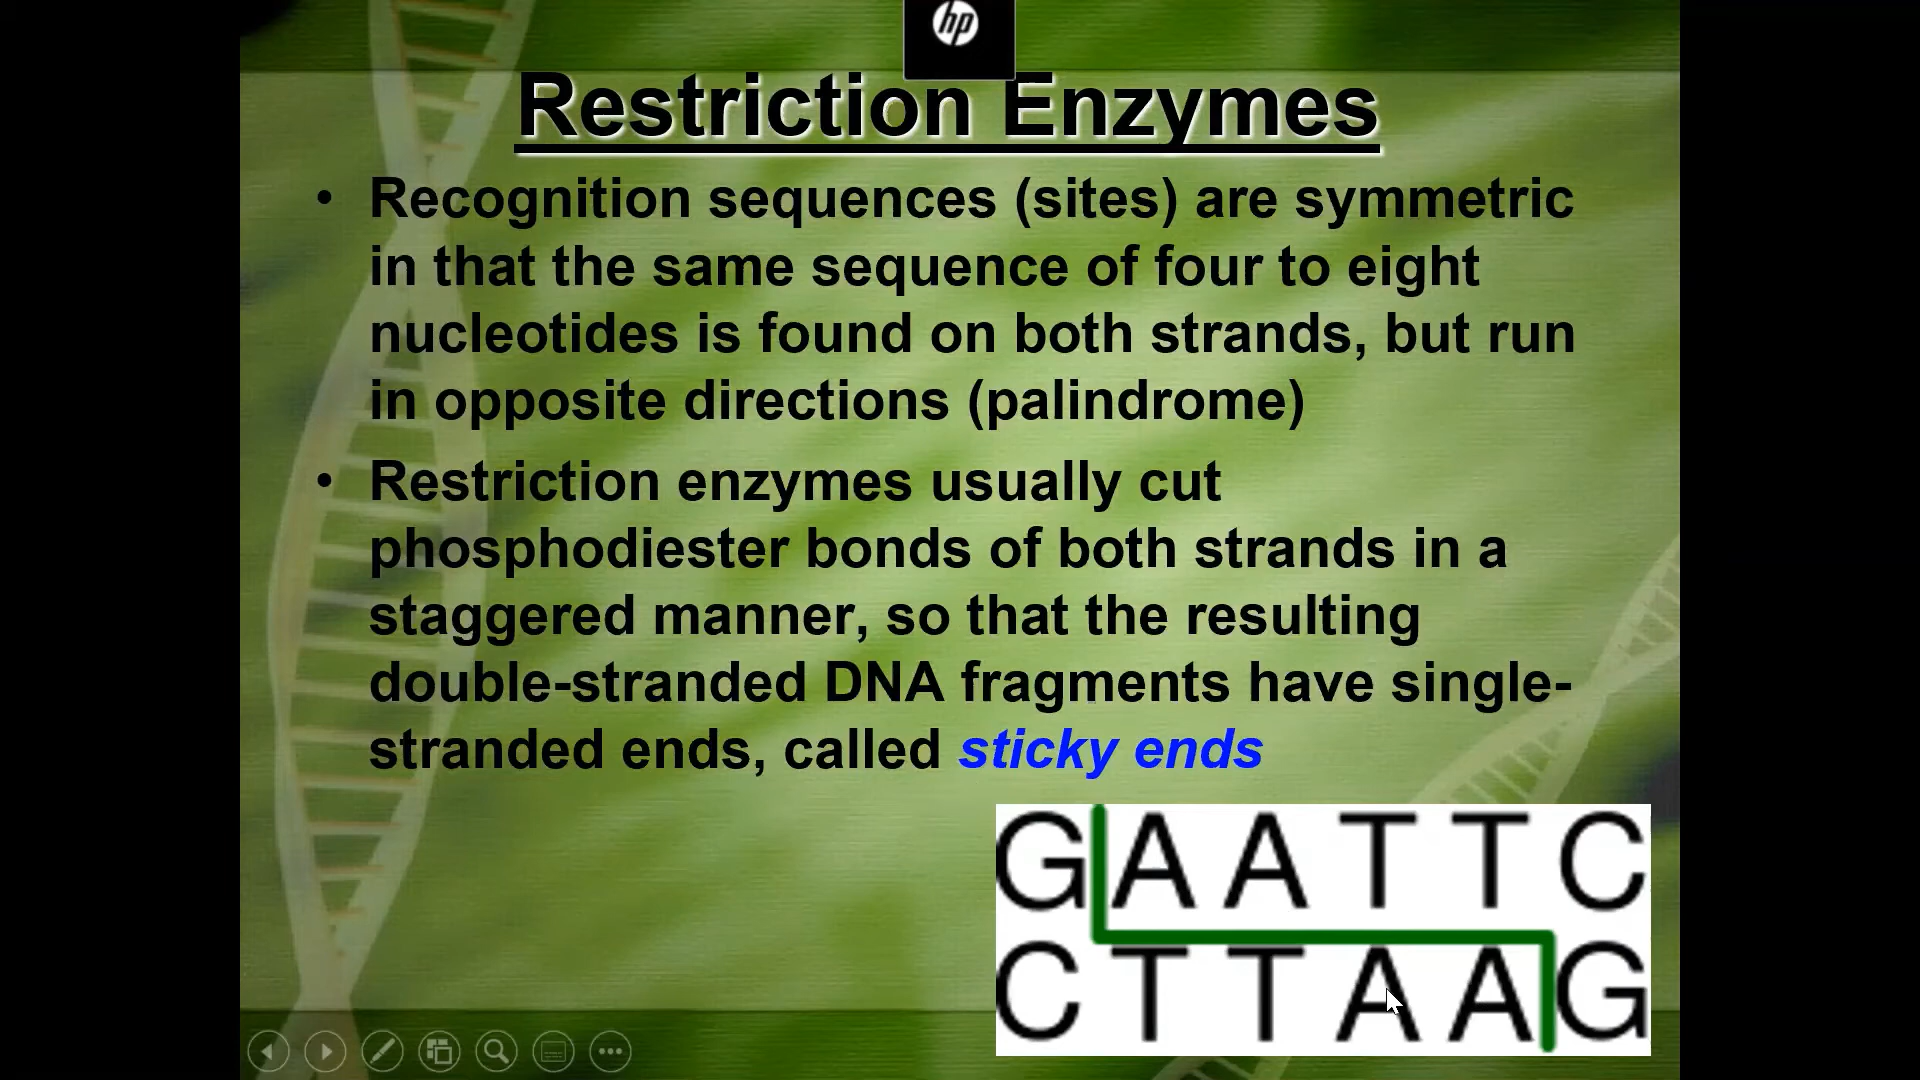 hp
Restriction Enzymes
• Recognition sequences (sites) are symmetric
in that the same sequence of four to eight
nucleotides is found on both strands, but run
in opposite directions (palindrome)
• Restriction enzymes usually cut
phosphodiester bonds of both strands in a
staggered manner, so that the resulting
double-stranded DNA fragments have single-
stranded ends, called sticky ends
GAATTC
CTTAAG